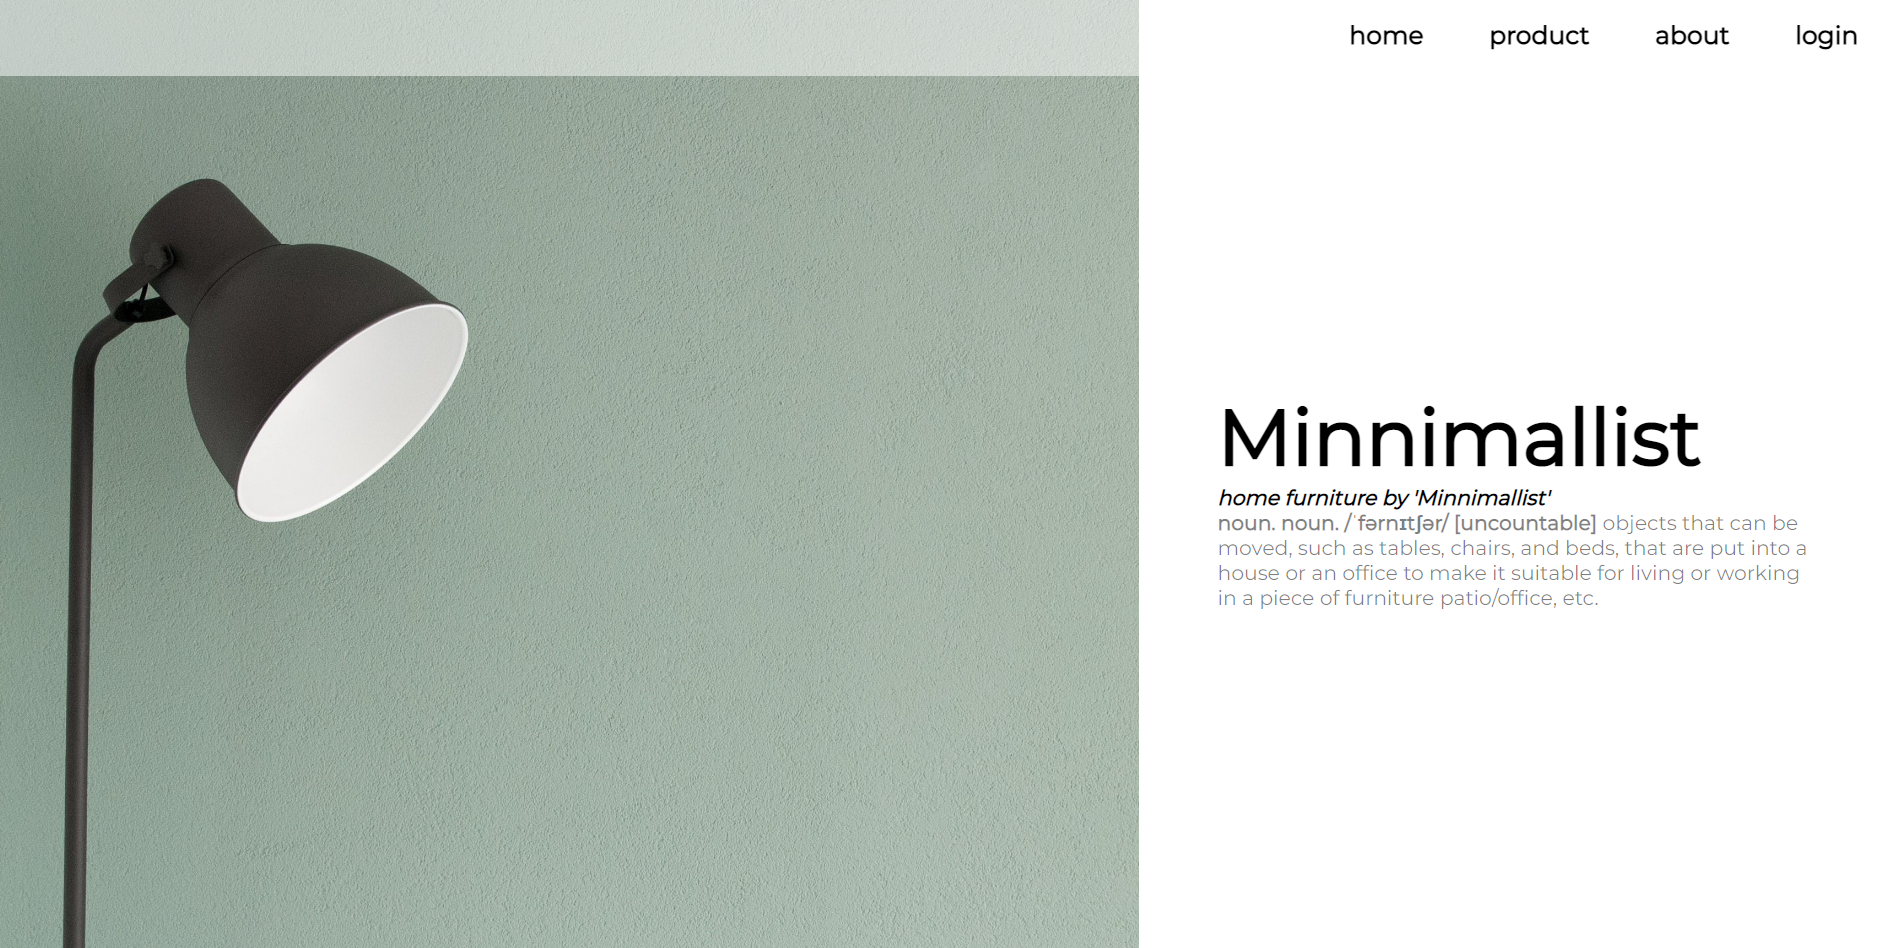 home product about login
Minnimallist
home furniture by 'Minnimallist'
noun. noun. /ˈfərnɪtʃər/ [uncountable] objects that can be
moved, such as tables, chairs, and beds, that are put into a
house or an office to make it suitable for living or working
in a piece of furniture patio/office, etc.